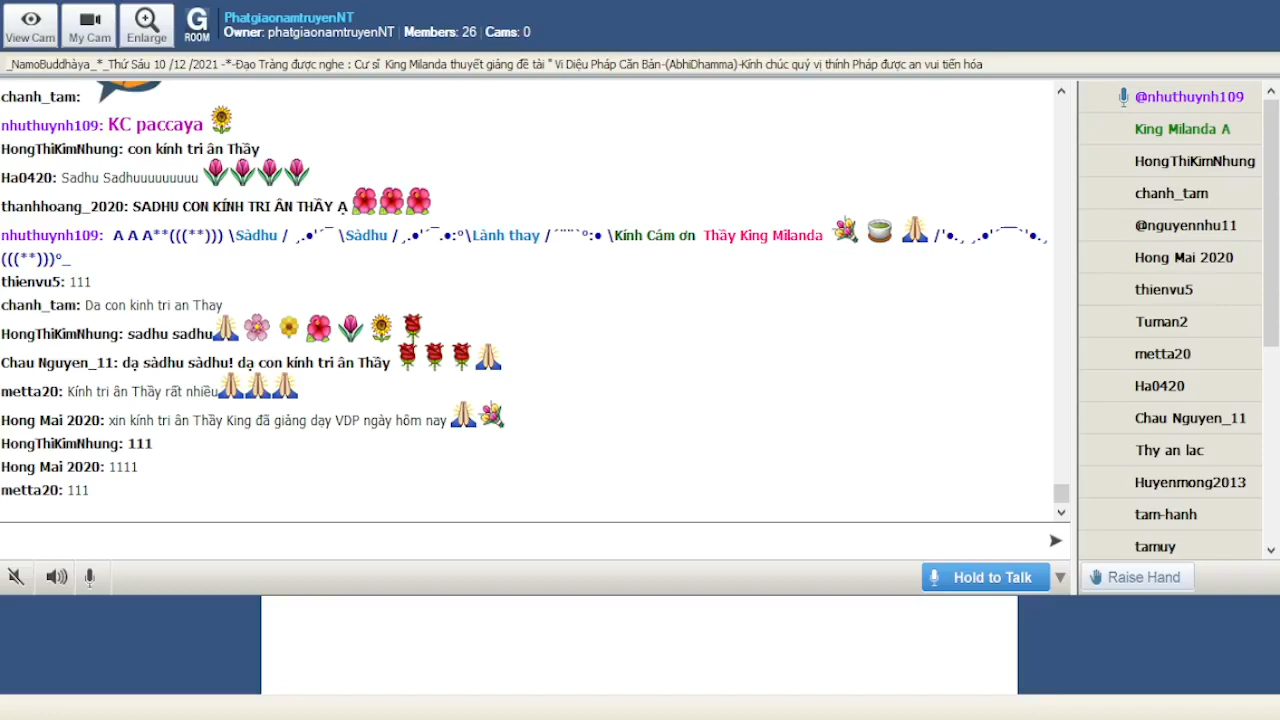 View Cam
My Cam
Enlarge
G ROOM
PhatgiaonamtruyenNT
Owner: phatgiaonamtruyenNT | Members: 26 | Cams: 0
_NamoBuddhàya_*_Thứ Sáu 10 /12 /2021 -*-Đạo Tràng được nghe : Cư sĩ King Milanda thuyết giảng đề tài " Vi Diệu Pháp Căn Bản-(AbhiDhamma)-Kính chúc quý vị thính Pháp được an vui tiến hóa
chanh_tam:
nhuthuynh109: KC paccaya
HongThiKimNhung: con kính tri ân Thầy
Ha0420: Sadhu Sadhuuuuuuuuu
thanhhoang_2020: SADHU CON KÍNH TRI ÂN THẦY Ạ
nhuthuynh109: A A A**(((**))) \Sàdhu / ¸.•'´¯ \Sàdhu /¸.•'´¯.•:°\Lành thay /´¨¨`°:• \Kính Cám ơn Thầy King Milanda /'•.¸ ¸.•'´¯¯`'•.¸
(((**)))°_
thienvu5: 111
chanh_tam: Da con kinh tri an Thay
HongThiKimNhung: sadhu sadhu
Chau Nguyen_11: dạ sàdhu sàdhu! dạ con kính tri ân Thầy
metta20: Kính tri ân Thầy rất nhiều
Hong Mai 2020: xin kính tri ân Thầy King đã giảng dạy VDP ngày hôm nay
HongThiKimNhung: 111
Hong Mai 2020: 1111
metta20: 111
@nhuthuynh109
King Milanda A
HongThiKimNhung
chanh_tam
@nguyennhu11
Hong Mai 2020
thienvu5
Tuman2
metta20
Ha0420
Chau Nguyen_11
Thy an lac
Huyenmong2013
tam-hanh
tamuy
Hold to Talk
Raise Hand